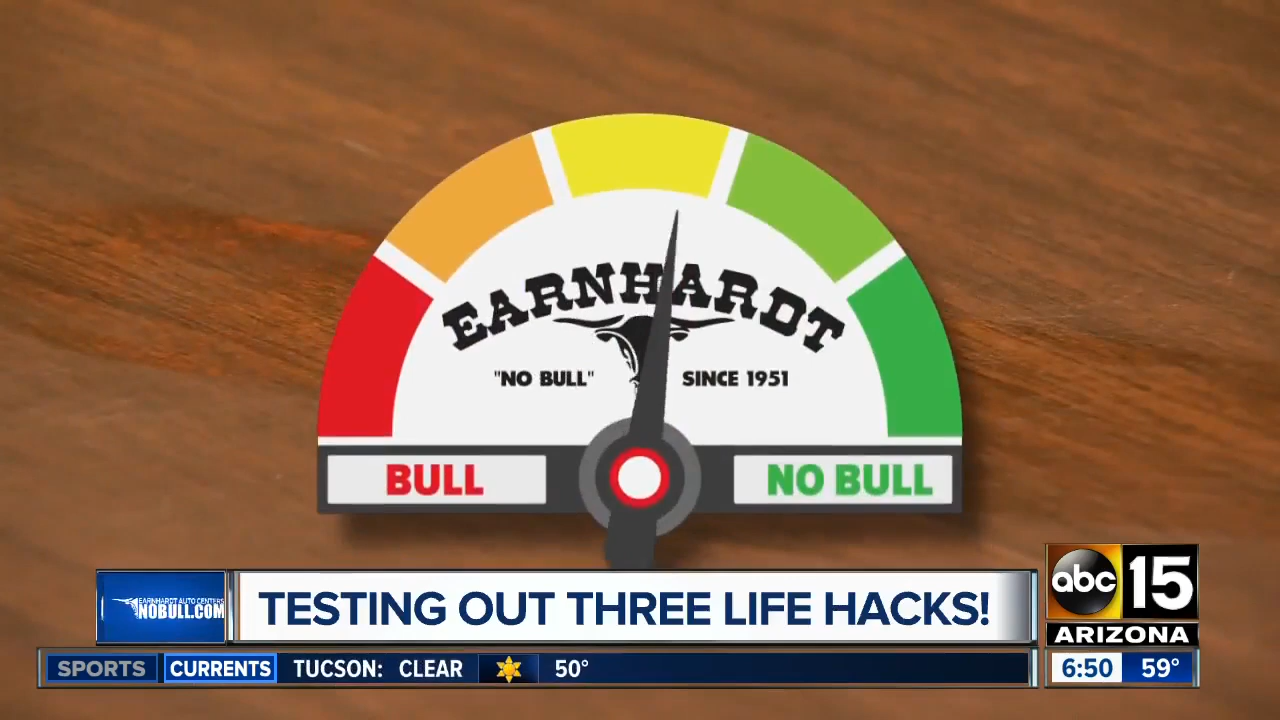 EARNHARDT
"NO BULL" SINCE 1951
BULL NO BULL
EARNHARDT AUTO CENTERS
NOBULL.COM
TESTING OUT THREE LIFE HACKS!
abc 15
ARIZONA
SPORTS CURRENTS TUCSON: CLEAR 50°
6:50 59°